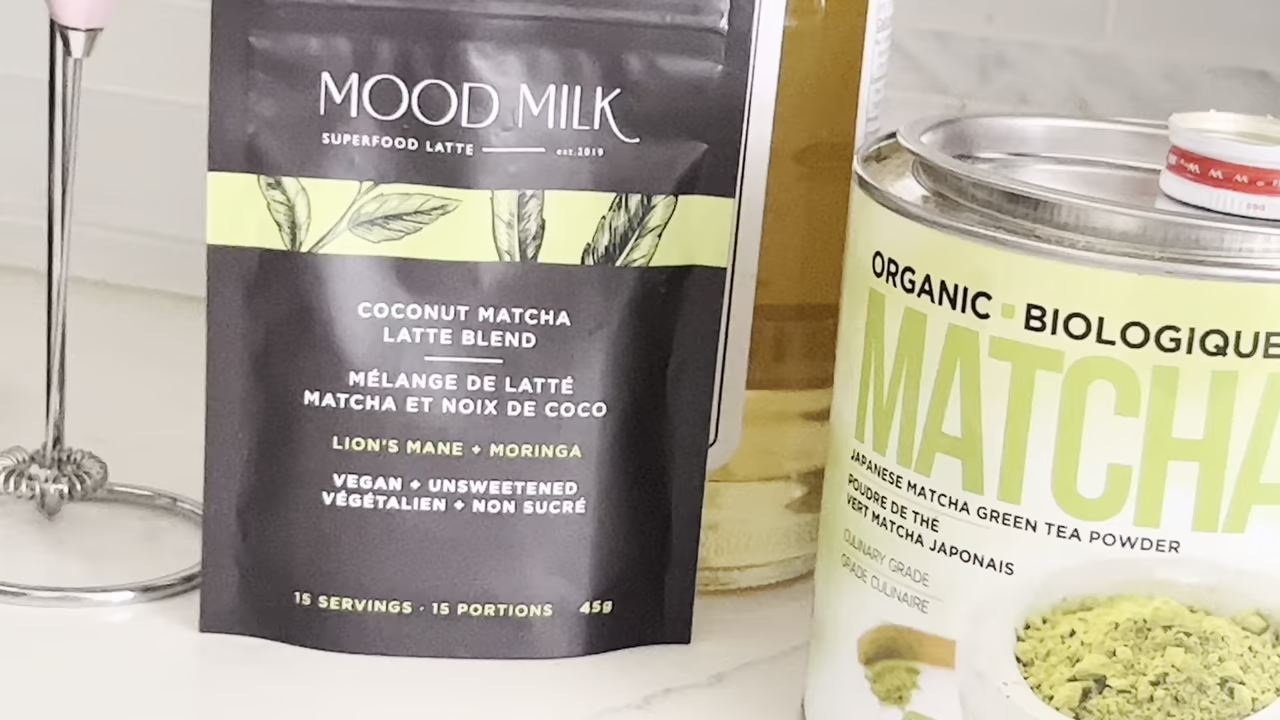 MOOD MILK
SUPERFOOD LATTE
est.2019
COCONUT MATCHA
LATTE BLEND
MÉLANGE DE LATTÉ
MATCHA ET NOIX DE COCO
LION'S MANE + MORINGA
VEGAN + UNSWEETENED
VÉGÉTALIEN + NON SUCRÉ
15 SERVINGS · 15 PORTIONS 45g
ORGANIC · BIOLOGIQUE
MATCHA
JAPANESE MATCHA GREEN TEA POWDER
POUDRE DE THÉ
VERT MATCHA JAPONAIS
CULINARY GRADE
GRADE CULINAIRE